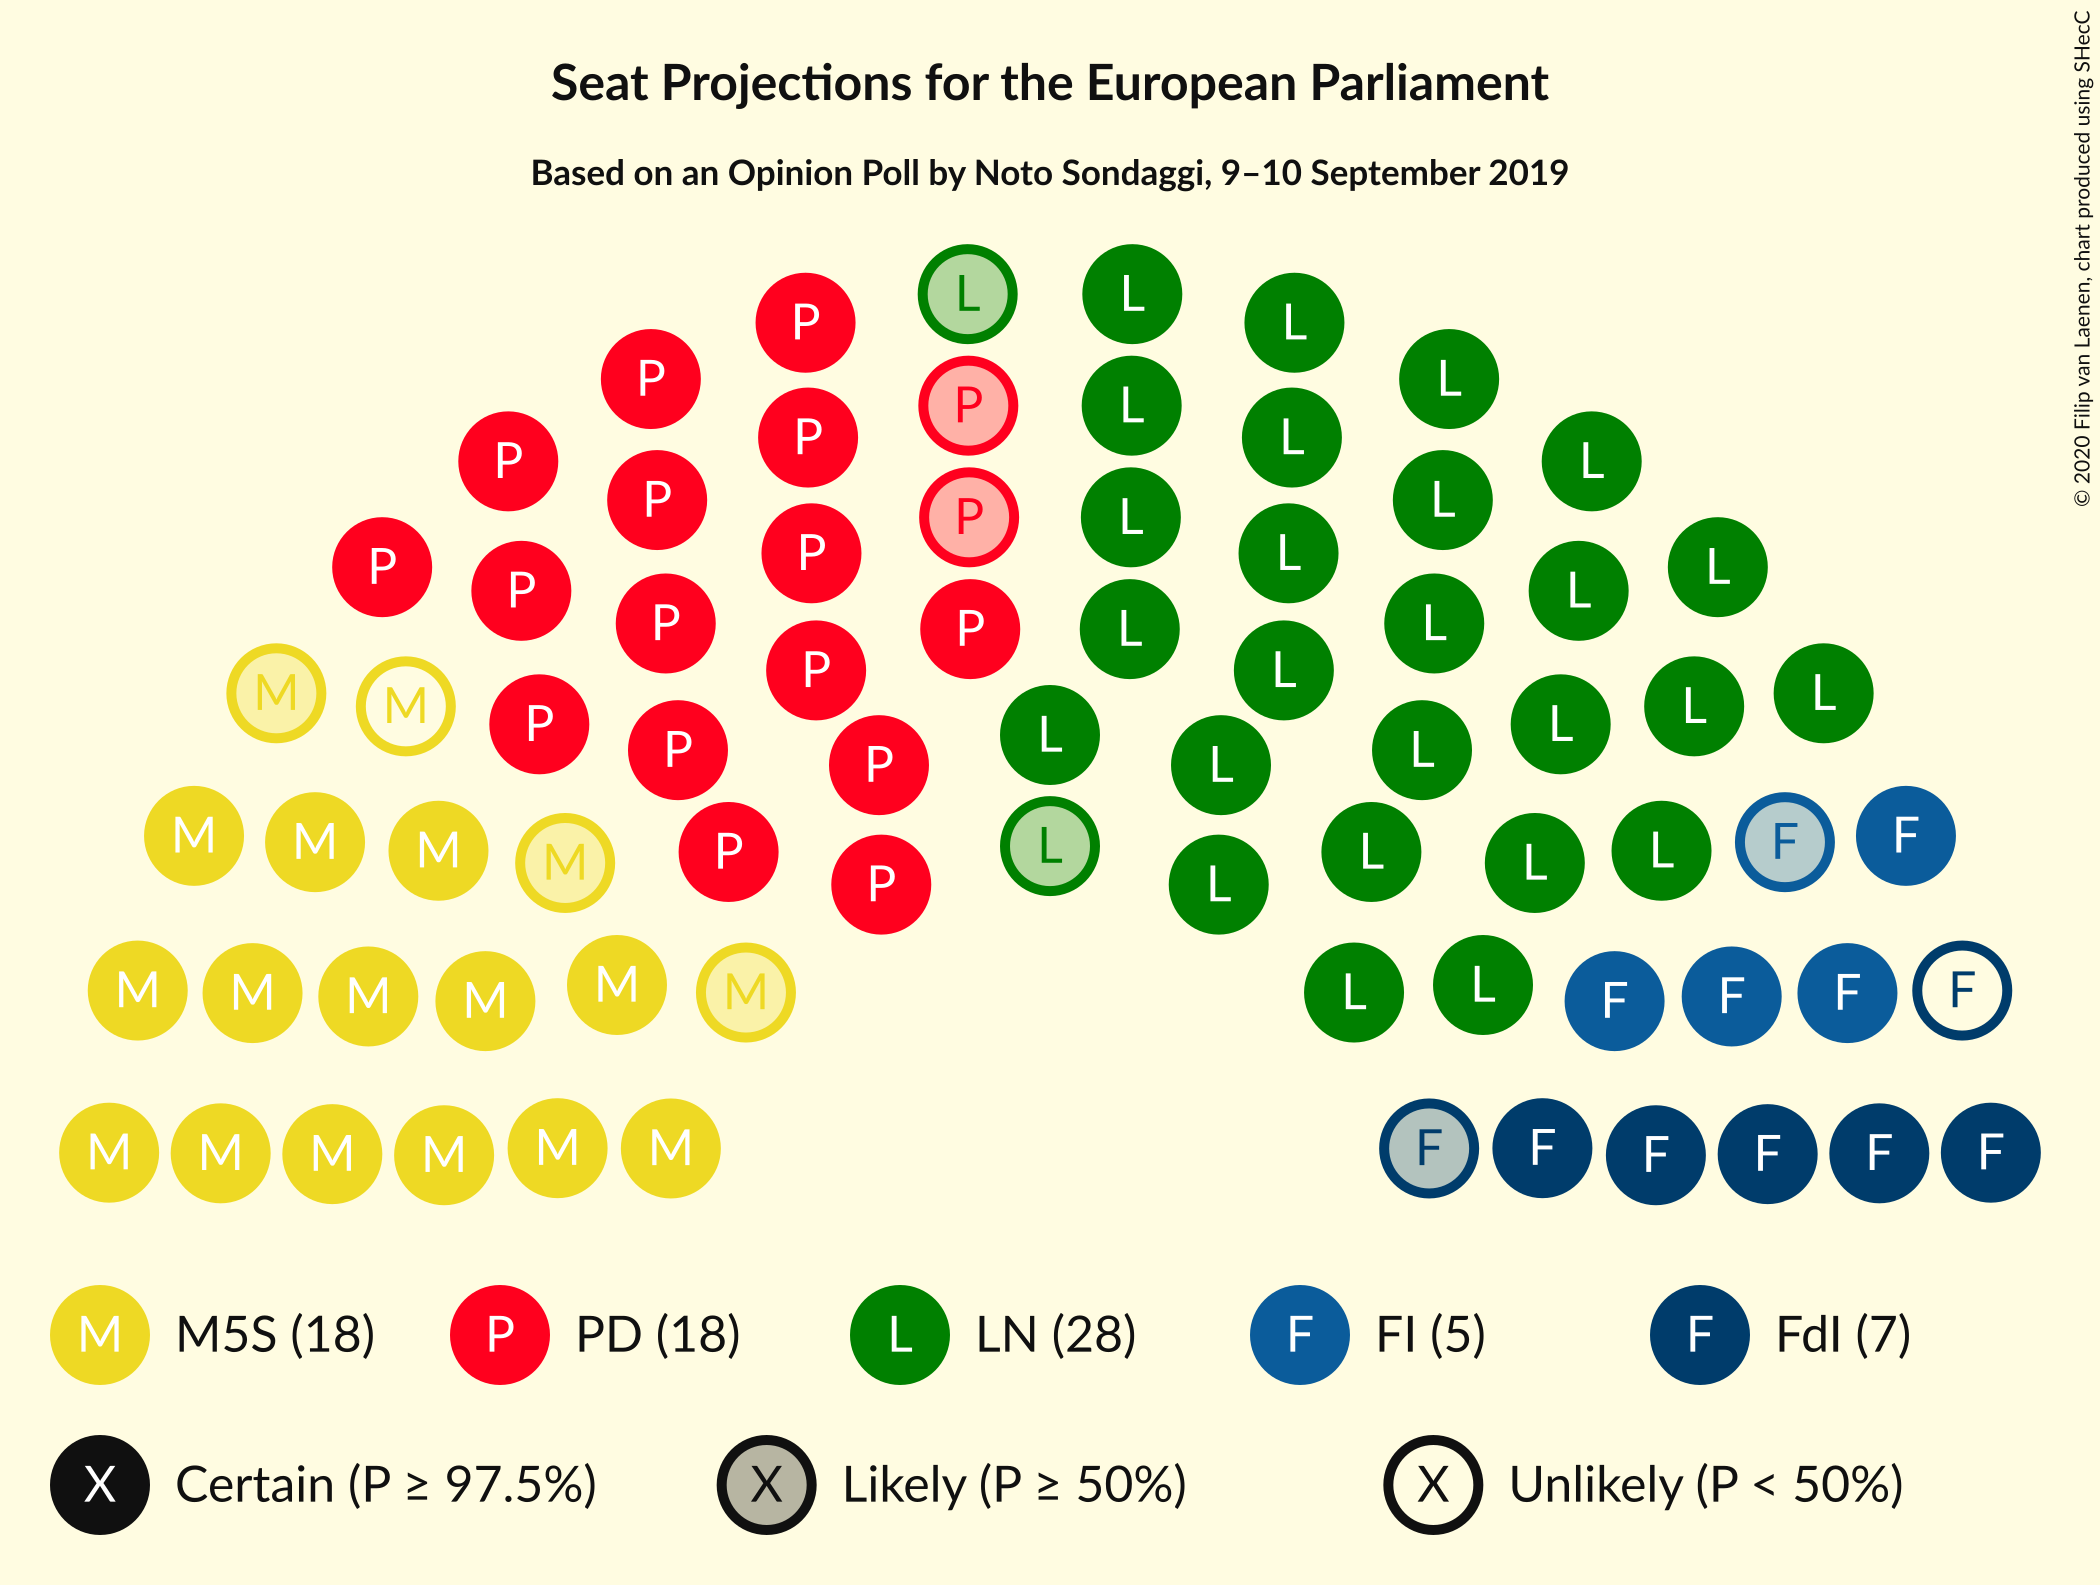 Seat Projections for the European Parliament
Based on an Opinion Poll by Noto Sondaggi, 9–10 September 2019
© 2020 Filip van Laenen, chart produced using SHecC
L L
P L
P P L L
P P L L
P P L L
P L
P P L L
P P L L
P P L L
P P L L
P P L L
M M L L
P P L L
L
P P L L
P L
M M M M P L L L F F
L
P L
M M M M M M L L F F F F
M M M M M M F F F F F F
M M5S (18) P PD (18) L LN (28) F FI (5) F FdI (7)
X Certain (P ≥ 97.5%) X Likely (P ≥ 50%) X Unlikely (P < 50%)